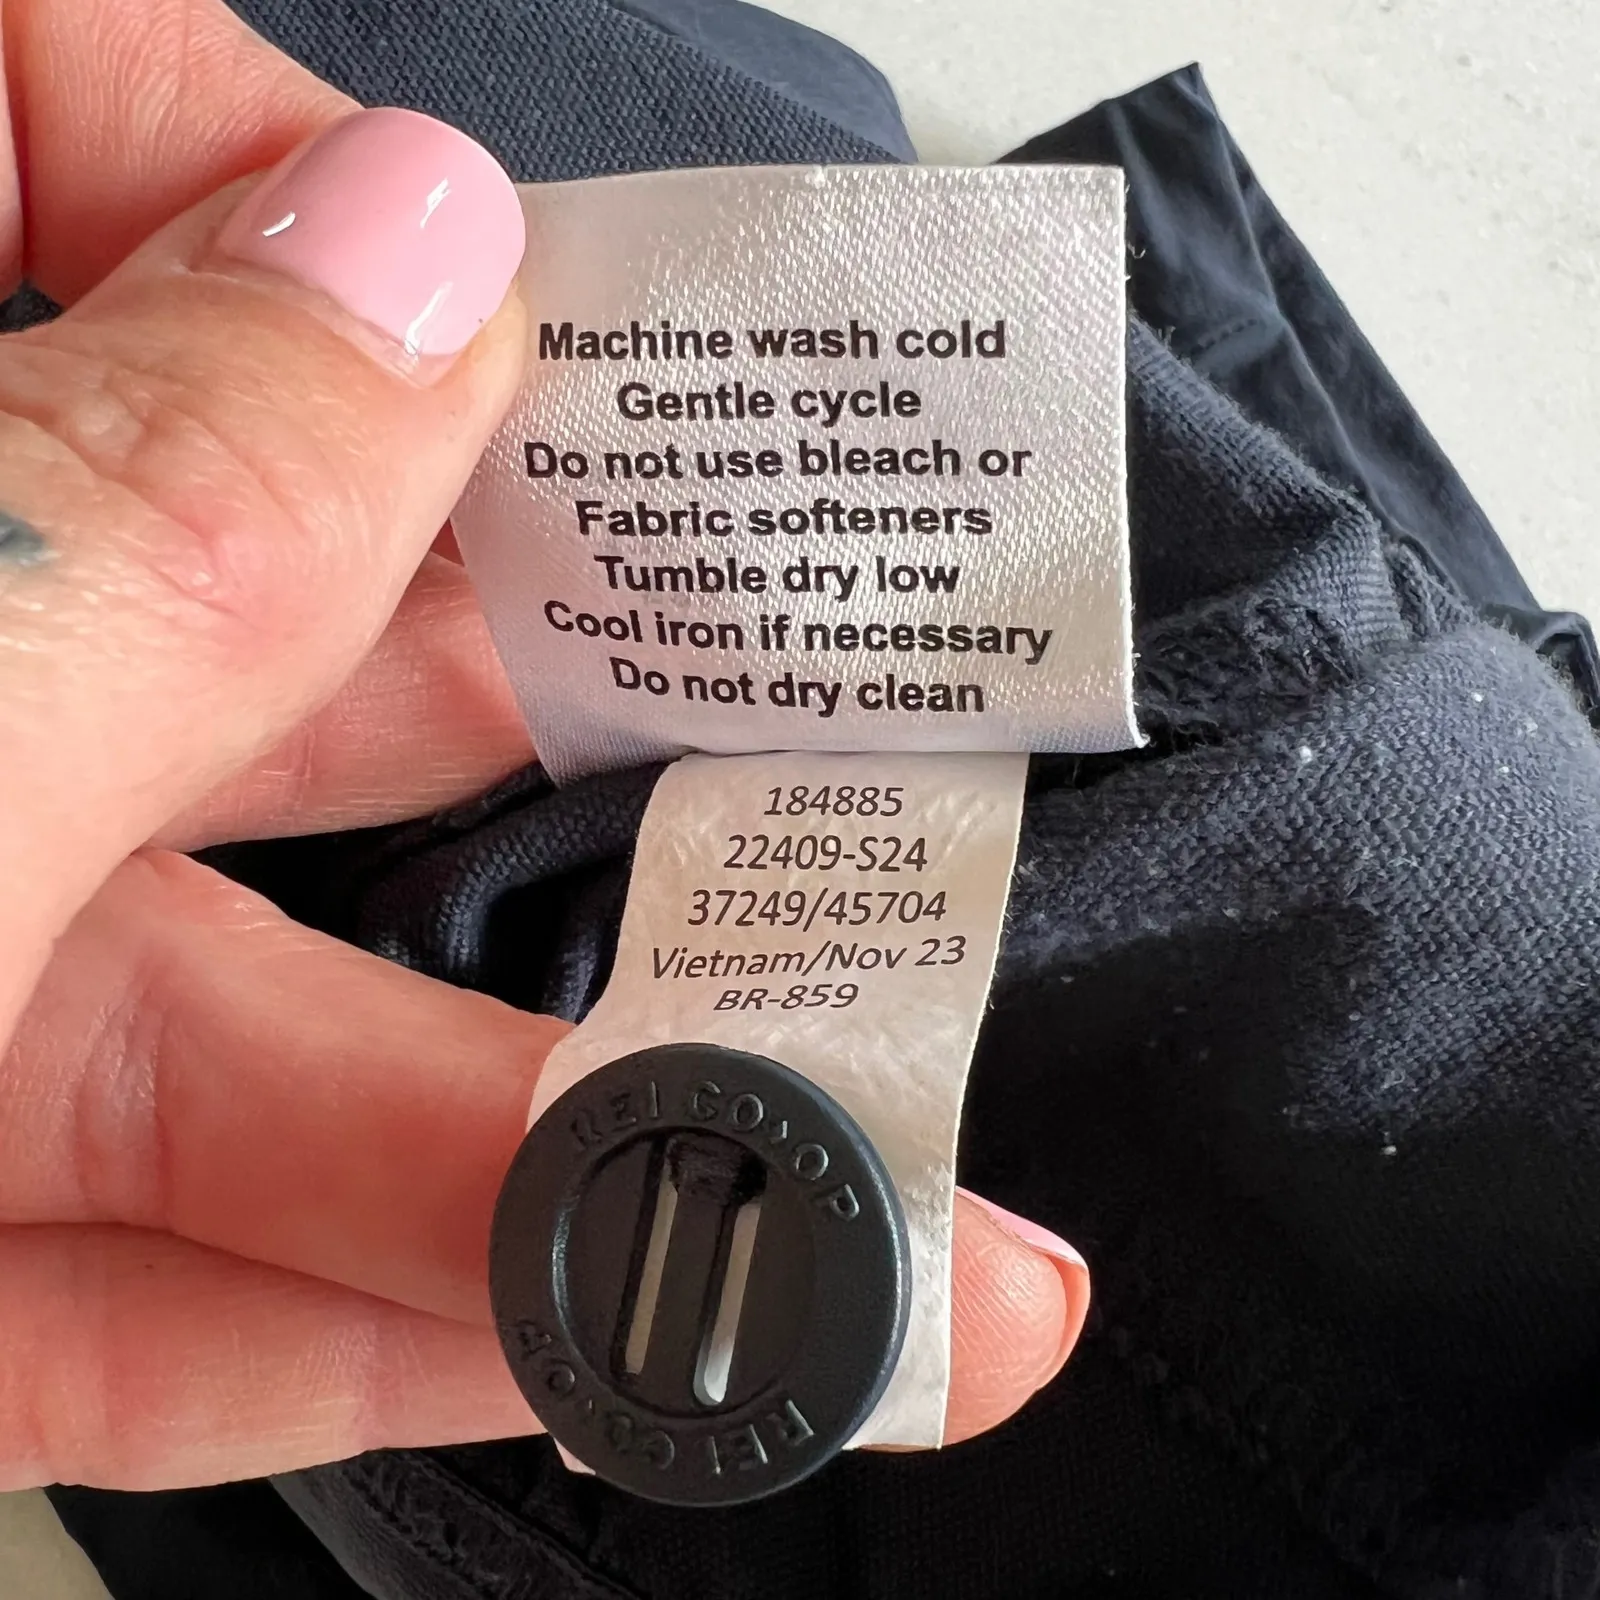 Machine wash cold
Gentle cycle
Do not use bleach or
Fabric softeners
Tumble dry low
Cool iron if necessary
Do not dry clean
184885
22409-S24
37249/45704
Vietnam/Nov 23
BR-859
REI CO>OP
REI CO>OP